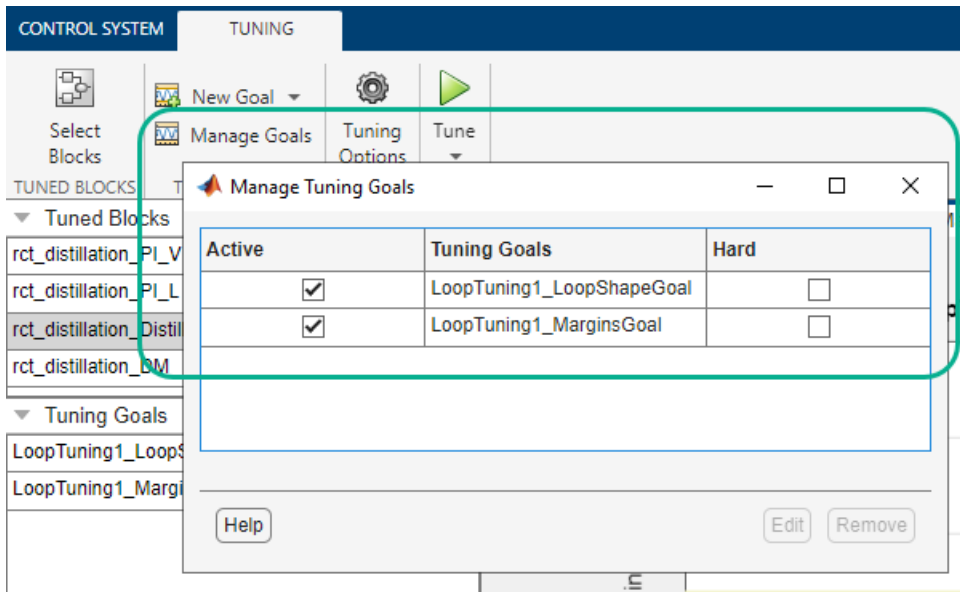 CONTROL SYSTEM TUNING
New Goal
Select Blocks
Manage Goals
Tuning Options
Tune
TUNED BLOCKS
Manage Tuning Goals
Tuned Blocks
Active Tuning Goals Hard
rct_distillation_PI_V
LoopTuning1_LoopShapeGoal
rct_distillation_PI_L
LoopTuning1_MarginsGoal
rct_distillation_Distil
rct_distillation_DM
Tuning Goals
LoopTuning1_LoopS
LoopTuning1_Margi
Help Edit Remove
in